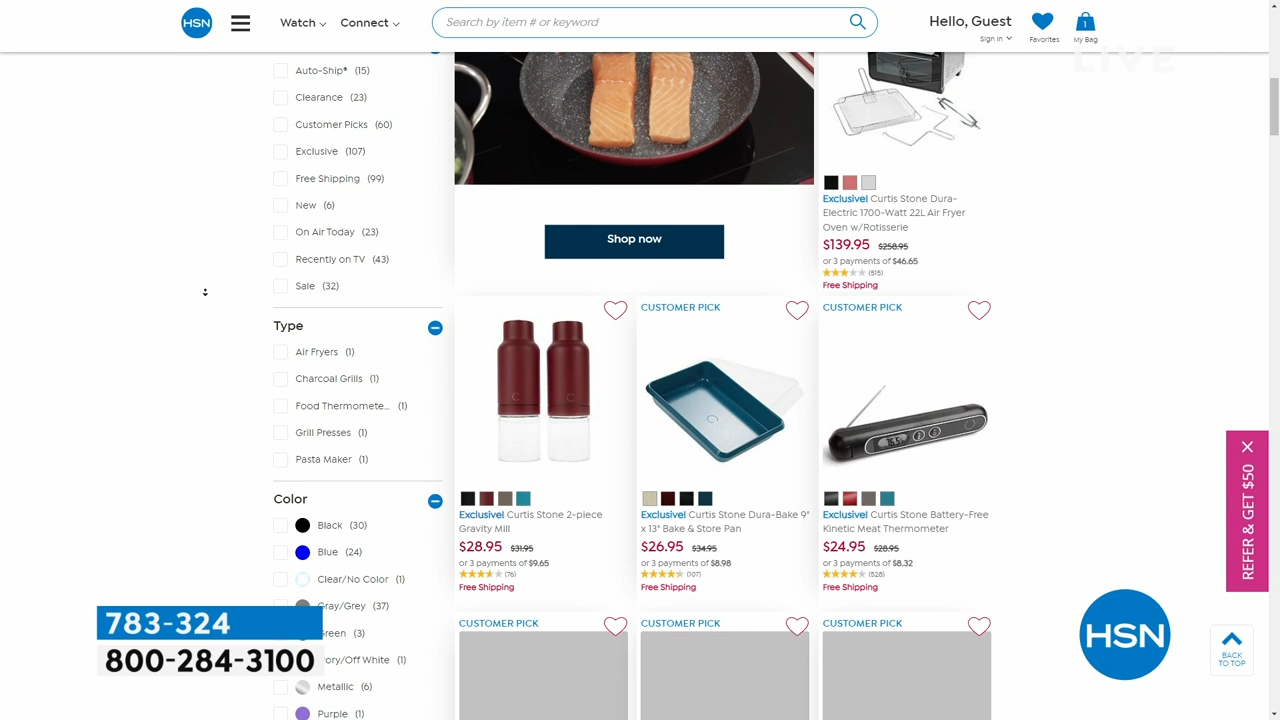 HSN
Watch
Connect
Search by item # or keyword
Hello, Guest
Sign In
Favorites
1
My Bag
LIVE
Auto-Ship® (15)
Clearance (23)
Customer Picks (60)
Exclusive (107)
Free Shipping (99)
New (6)
On Air Today (23)
Recently on TV (43)
Sale (32)
Type
Air Fryers (1)
Charcoal Grills (1)
Food Thermomete... (1)
Grill Presses (1)
Pasta Maker (1)
Color
Black (30)
Blue (24)
Clear/No Color (1)
Gray/Grey (37)
Green (3)
Ivory/Off White (1)
Metallic (6)
Purple (1)
Shop now
Exclusive! Curtis Stone Dura-
Electric 1700-Watt 22L Air Fryer
Oven w/Rotisserie
$139.95 $258.95
or 3 payments of $46.65
(515)
Free Shipping
Exclusive! Curtis Stone 2-piece
Gravity Mill
$28.95 $31.95
or 3 payments of $9.65
(76)
Free Shipping
CUSTOMER PICK
Exclusive! Curtis Stone Dura-Bake 9"
x 13" Bake & Store Pan
$26.95 $34.95
or 3 payments of $8.98
(107)
Free Shipping
CUSTOMER PICK
Exclusive! Curtis Stone Battery-Free
Kinetic Meat Thermometer
$24.95 $28.95
or 3 payments of $8.32
(528)
Free Shipping
CUSTOMER PICK
CUSTOMER PICK
CUSTOMER PICK
REFER & GET $50
783-324
800-284-3100
HSN
BACK
TO TOP